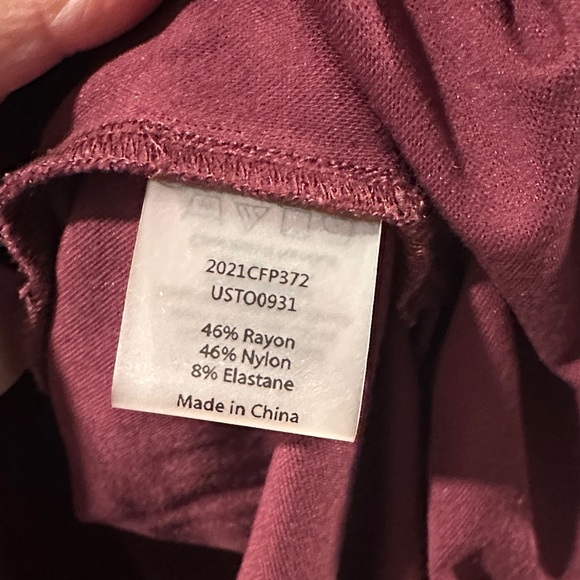 2021CFP372
USTO0931
46% Rayon
46% Nylon
8% Elastane
Made in China